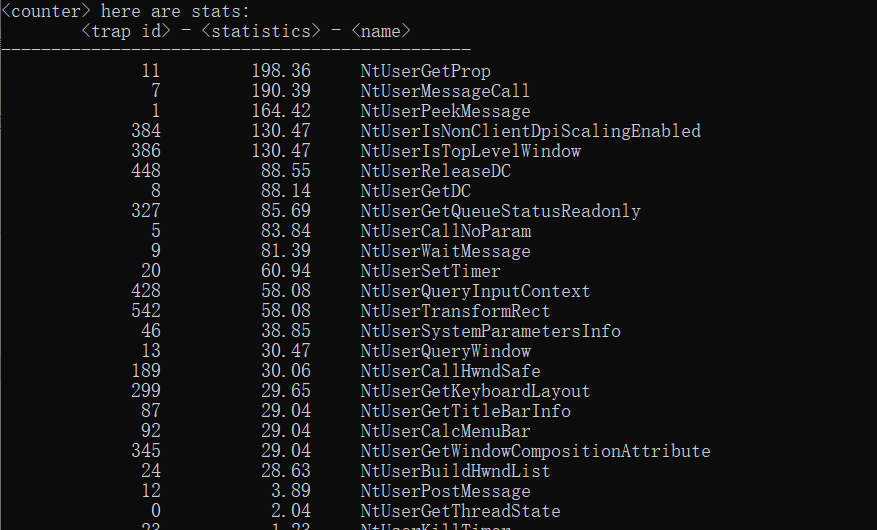 <counter> here are stats:
<trap id> - <statistics> - <name>
-----------------------------------------------
11 198.36 NtUserGetProp
7 190.39 NtUserMessageCall
1 164.42 NtUserPeekMessage
384 130.47 NtUserIsNonClientDpiScalingEnabled
386 130.47 NtUserIsTopLevelWindow
448 88.55 NtUserReleaseDC
8 88.14 NtUserGetDC
327 85.69 NtUserGetQueueStatusReadonly
5 83.84 NtUserCallNoParam
9 81.39 NtUserWaitMessage
20 60.94 NtUserSetTimer
428 58.08 NtUserQueryInputContext
542 58.08 NtUserTransformRect
46 38.85 NtUserSystemParametersInfo
13 30.47 NtUserQueryWindow
189 30.06 NtUserCallHwndSafe
299 29.65 NtUserGetKeyboardLayout
87 29.04 NtUserGetTitleBarInfo
92 29.04 NtUserCalcMenuBar
345 29.04 NtUserGetWindowCompositionAttribute
24 28.63 NtUserBuildHwndList
12 3.89 NtUserPostMessage
0 2.04 NtUserGetThreadState
23 1.23 NtUserKillTimer